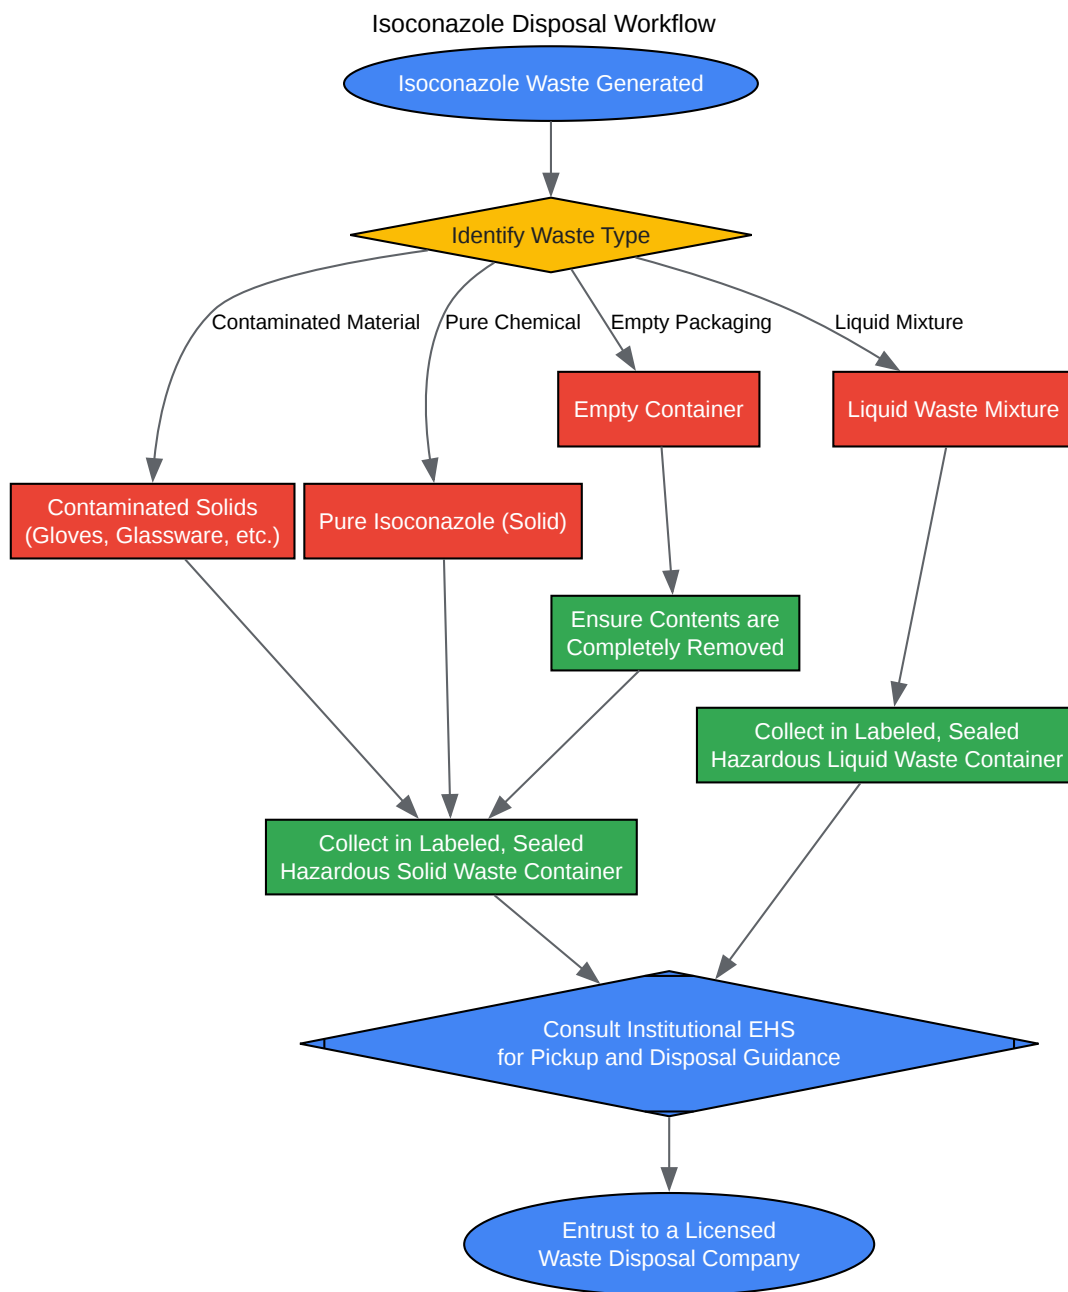 Isoconazole Disposal Workflow
Isoconazole Waste Generated
Identify Waste Type
Contaminated Material
Pure Chemical
Empty Packaging
Liquid Mixture
Empty Container
Liquid Waste Mixture
Contaminated Solids
(Gloves, Glassware, etc.)
Pure Isoconazole (Solid)
Ensure Contents are
Completely Removed
Collect in Labeled, Sealed
Hazardous Liquid Waste Container
Collect in Labeled, Sealed
Hazardous Solid Waste Container
Consult Institutional EHS
for Pickup and Disposal Guidance
Entrust to a Licensed
Waste Disposal Company